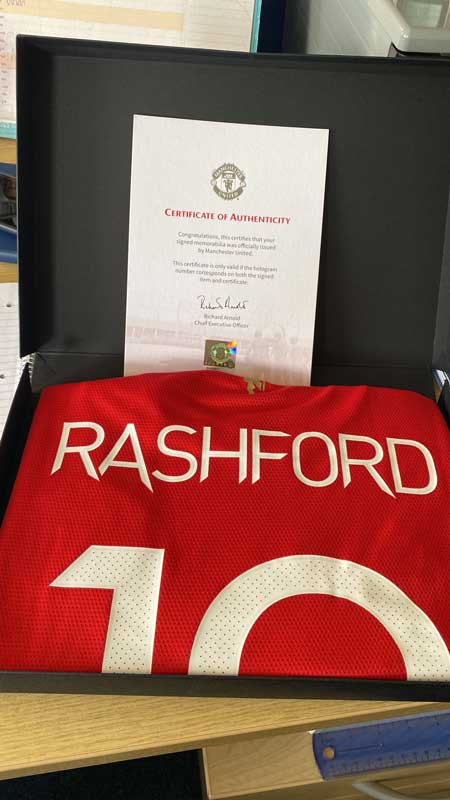 MANCHESTER
UNITED
CERTIFICATE OF AUTHENTICITY
Congratulations, this certifies that your
signed memorabilia was officially issued
by Manchester United.
This certificate is only valid if the hologram
number corresponds on both the signed
item and certificate.
Richard Arnold
Chief Executive Officer
RASHFORD
10